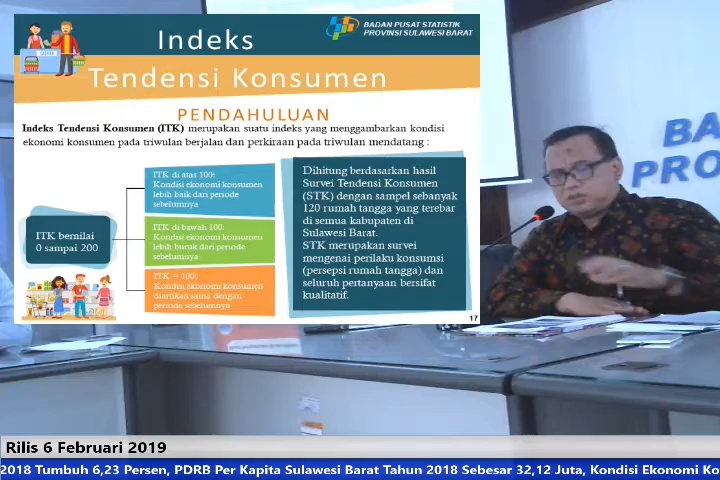 Indeks
Tendensi Konsumen
BADAN PUSAT STATISTIK
PROVINSI SULAWESI BARAT
PENDAHULUAN
Indeks Tendensi Konsumen (ITK) merupakan suatu indeks yang menggambarkan kondisi
ekonomi konsumen pada triwulan berjalan dan perkiraan pada triwulan mendatang :
ITK bernilai
0 sampai 200
ITK di atas 100:
Kondisi ekonomi konsumen
lebih baik dari periode
sebelumnya
ITK di bawah 100:
Kondisi ekonomi konsumen
lebih buruk dari periode
sebelumnya
ITK = 100:
Kondisi ekonomi konsumen
diartikan sama dengan
periode sebelumnya
Dihitung berdasarkan hasil
Survei Tendensi Konsumen
(STK) dengan sampel sebanyak
120 rumah tangga yang terebar
di semua kabupaten di
Sulawesi Barat.
STK merupakan survei
mengenai perilaku konsumsi
(persepsi rumah tangga) dan
seluruh pertanyaan bersifat
kualitatif.
17
BA
PRO
Rilis 6 Februari 2019
2018 Tumbuh 6,23 Persen, PDRB Per Kapita Sulawesi Barat Tahun 2018 Sebesar 32,12 Juta, Kondisi Ekonomi Ko